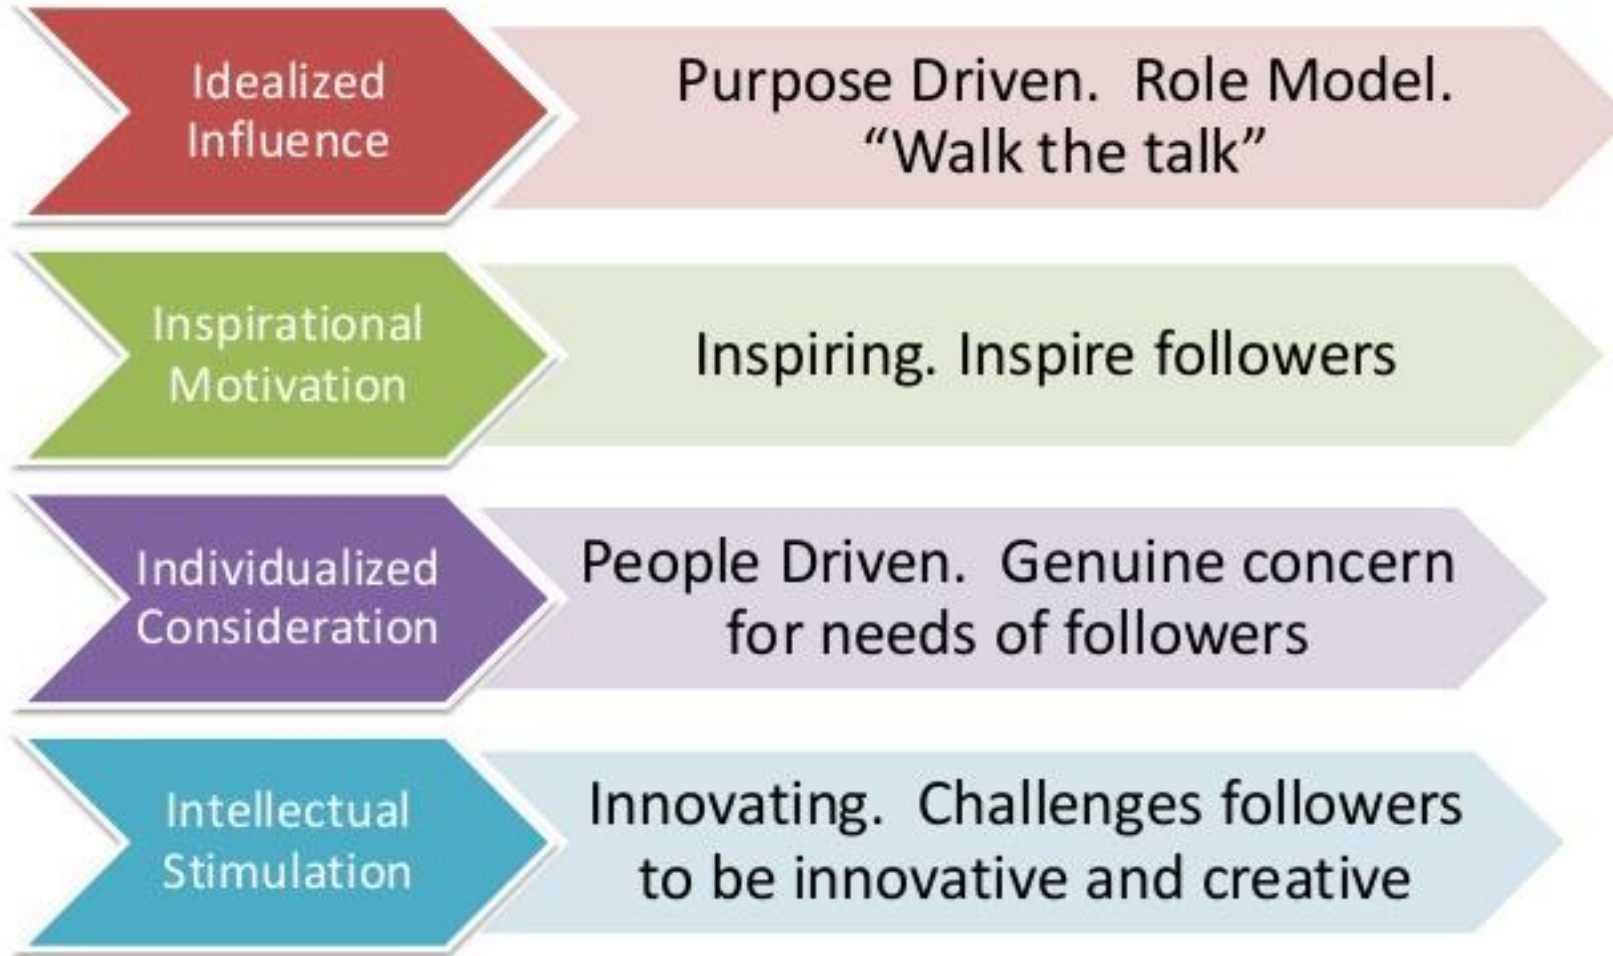 Idealized
Influence
Purpose Driven.  Role Model.
“Walk the talk”
Inspirational
Motivation
Inspiring. Inspire followers
Individualized
Consideration
People Driven.  Genuine concern
for needs of followers
Intellectual
Stimulation
Innovating.  Challenges followers
to be innovative and creative